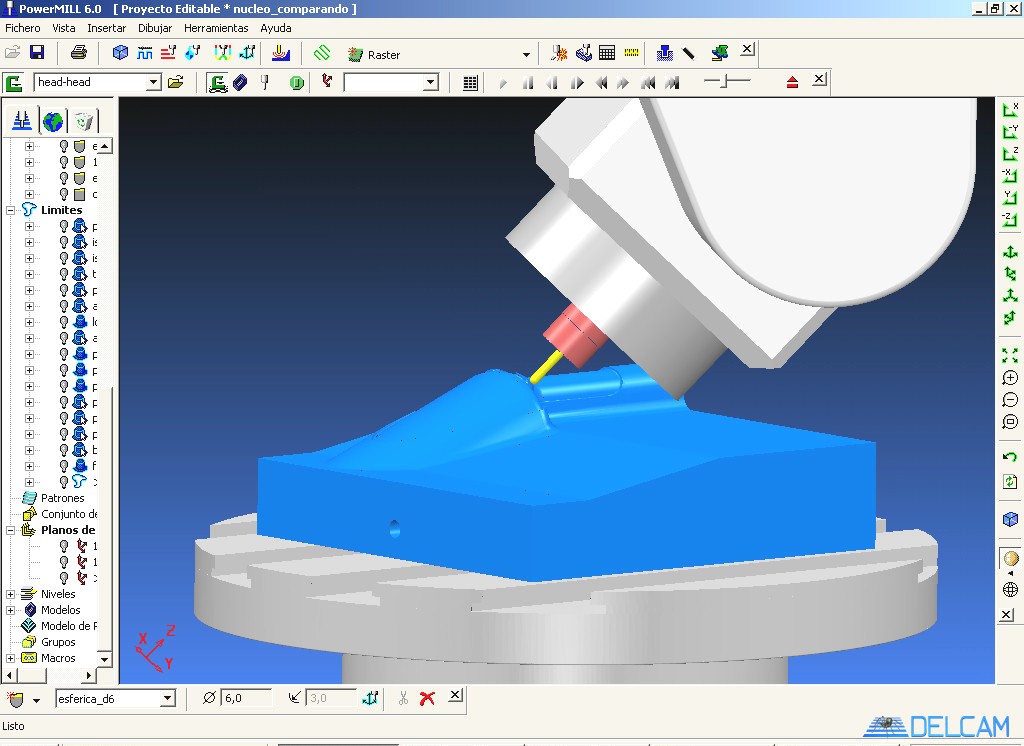 PowerMILL 6.0 [ Proyecto Editable * nucleo_comparando ]
Fichero Vista Insertar Dibujar Herramientas Ayuda
Raster
head-head
X
-Y
Z
-X
Y
-Z
e
1
e
c
Limites
p
is
is
t
p
a
lo
a
p
p
p
p
p
p
b
f
Patrones
Conjunto de
Planos de
1
1
Niveles
Modelos
Modelo de
Grupos
Macros
X
Z
Y
esferica_d6
6,0
3,0
Listo
DELCAM